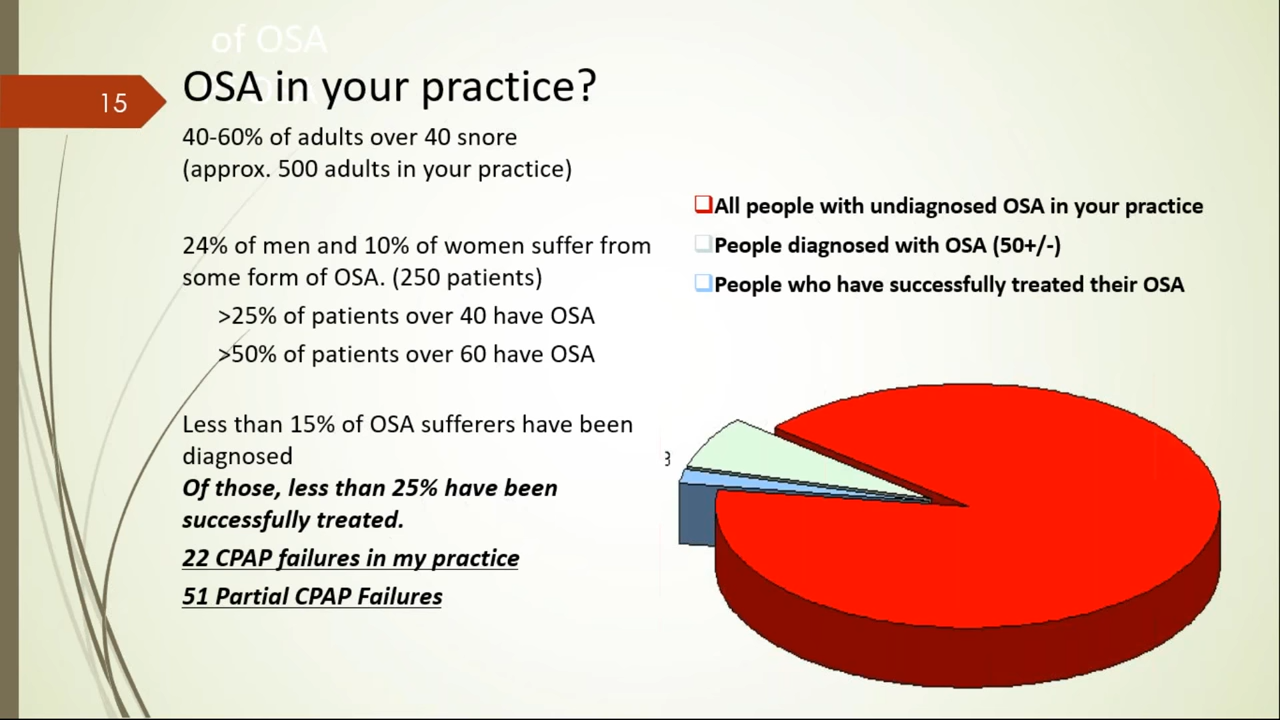 of OSA
15
OSA in your practice?
40-60% of adults over 40 snore
(approx. 500 adults in your practice)
24% of men and 10% of women suffer from
some form of OSA. (250 patients)
>25% of patients over 40 have OSA
>50% of patients over 60 have OSA
Less than 15% of OSA sufferers have been
diagnosed
Of those, less than 25% have been
successfully treated.
22 CPAP failures in my practice
51 Partial CPAP Failures
All people with undiagnosed OSA in your practice
People diagnosed with OSA (50+/-)
People who have successfully treated their OSA